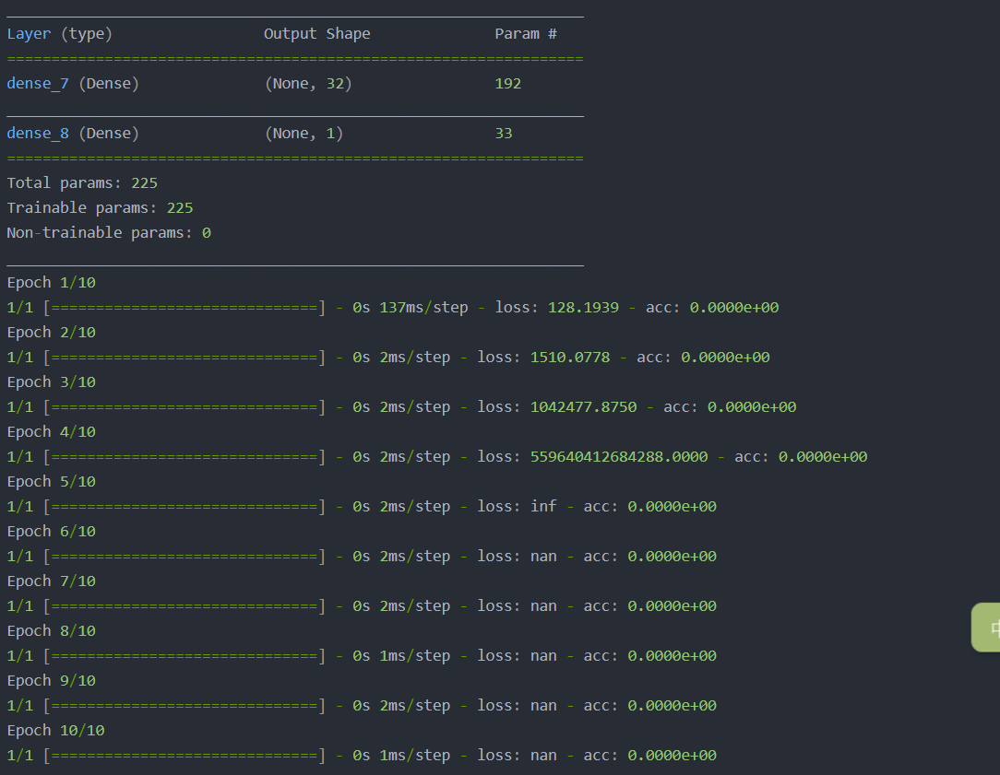 _________________________________________________________________
Layer (type)                 Output Shape              Param #
=================================================================
dense_7 (Dense)              (None, 32)                192
_________________________________________________________________
dense_8 (Dense)              (None, 1)                 33
=================================================================
Total params: 225
Trainable params: 225
Non-trainable params: 0
_________________________________________________________________
Epoch 1/10
1/1 [==============================] - 0s 137ms/step - loss: 128.1939 - acc: 0.0000e+00
Epoch 2/10
1/1 [==============================] - 0s 2ms/step - loss: 1510.0778 - acc: 0.0000e+00
Epoch 3/10
1/1 [==============================] - 0s 2ms/step - loss: 1042477.8750 - acc: 0.0000e+00
Epoch 4/10
1/1 [==============================] - 0s 2ms/step - loss: 559640412684288.0000 - acc: 0.0000e+00
Epoch 5/10
1/1 [==============================] - 0s 2ms/step - loss: inf - acc: 0.0000e+00
Epoch 6/10
1/1 [==============================] - 0s 2ms/step - loss: nan - acc: 0.0000e+00
Epoch 7/10
1/1 [==============================] - 0s 2ms/step - loss: nan - acc: 0.0000e+00
Epoch 8/10
1/1 [==============================] - 0s 1ms/step - loss: nan - acc: 0.0000e+00
Epoch 9/10
1/1 [==============================] - 0s 2ms/step - loss: nan - acc: 0.0000e+00
Epoch 10/10
1/1 [==============================] - 0s 1ms/step - loss: nan - acc: 0.0000e+00